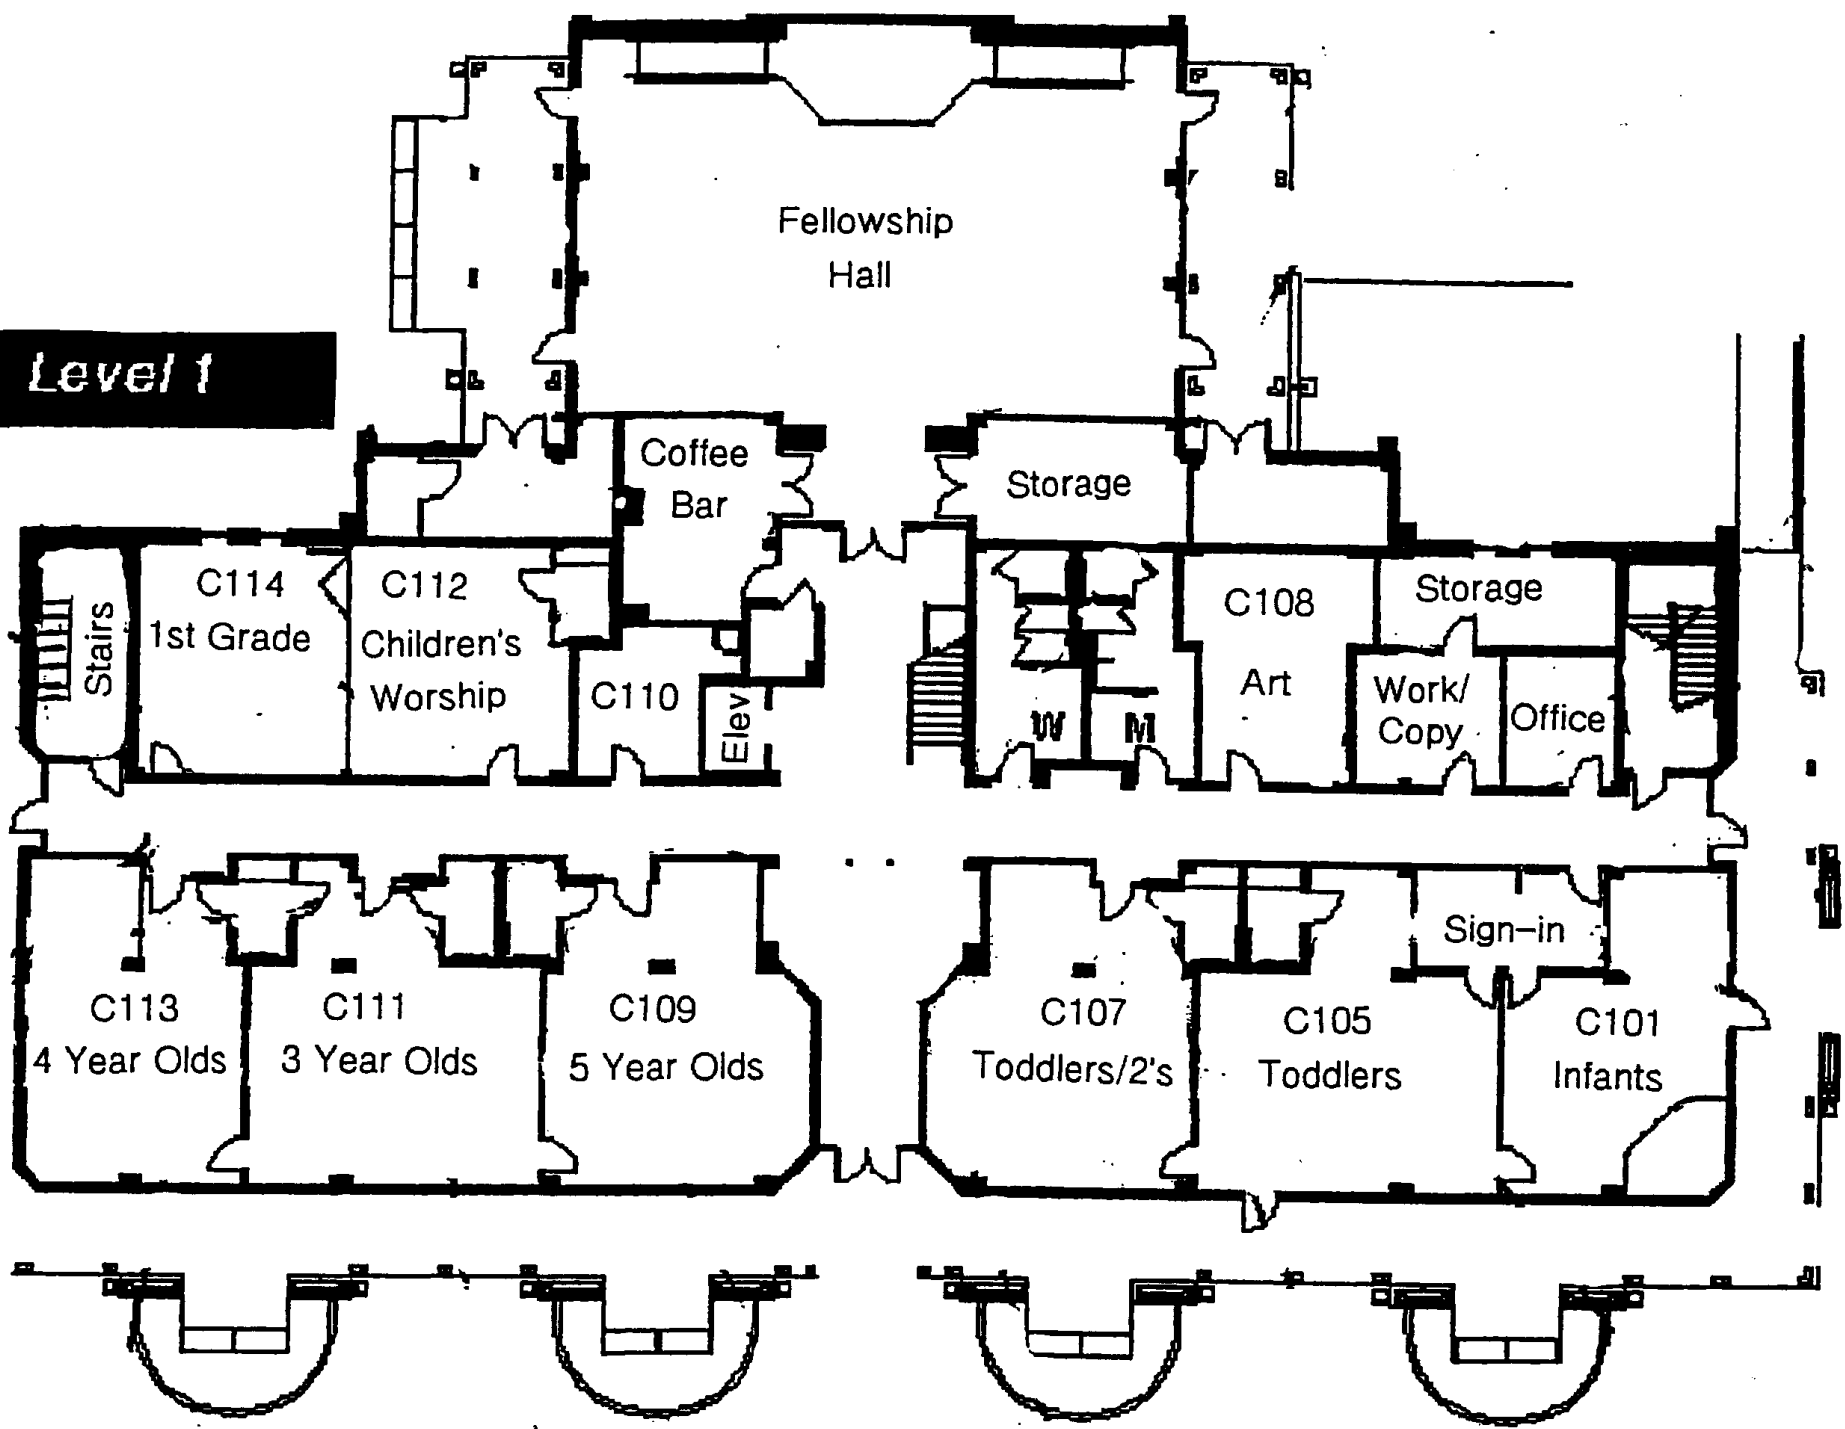 Fellowship
Hall
Level 1
Coffee
Bar
Storage
Stairs
C114
1st Grade
C112
Children's
Worship
C110
Elev
W
M
C108
Art
Storage
Work/
Copy
Office
Sign-in
C113
4 Year Olds
C111
3 Year Olds
C109
5 Year Olds
C107
Toddlers/2's
C105
Toddlers
C101
Infants